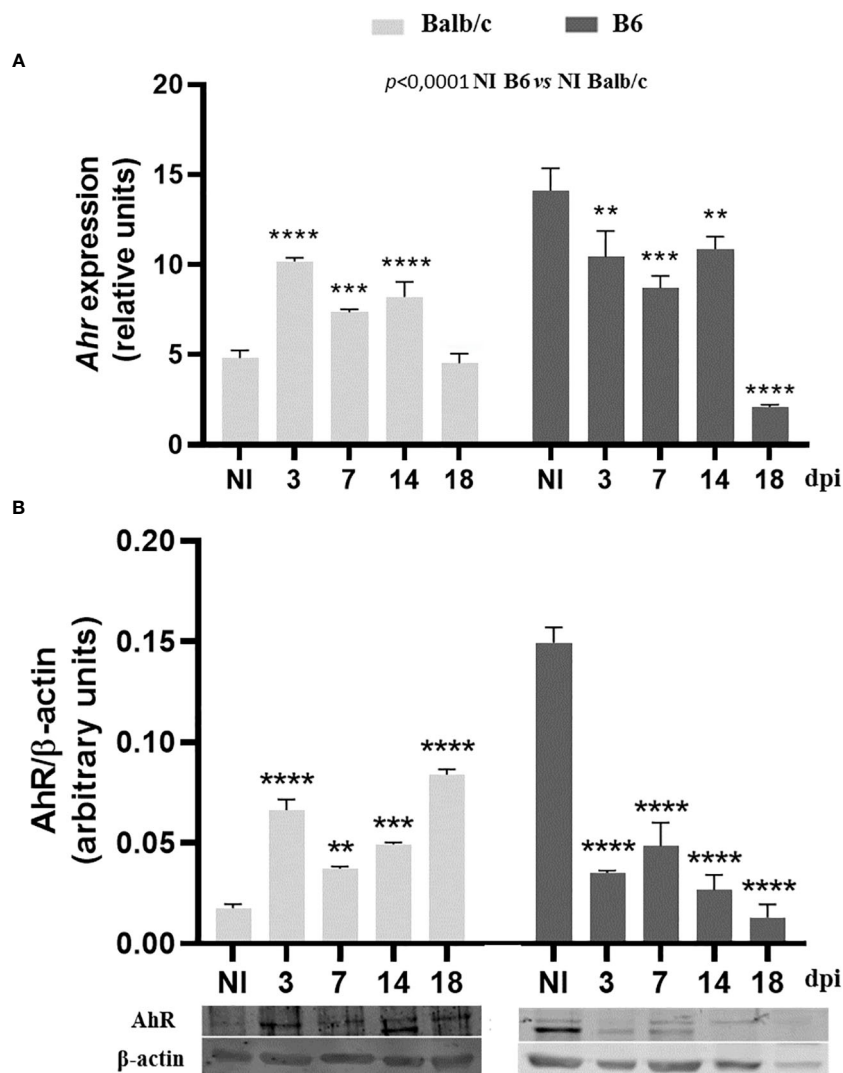 Balb/c B6
A
p<0,0001 NI B6 vs NI Balb/c
Ahr expression
(relative units)
20
15
10
5
0
**** *** **** ** *** ** ****
NI 3 7 14 18 NI 3 7 14 18 dpi
B
AhR/β-actin
(arbitrary units)
0.20
0.15
0.10
0.05
0.00
**** ** *** **** **** **** **** ****
NI 3 7 14 18 NI 3 7 14 18 dpi
AhR
β-actin